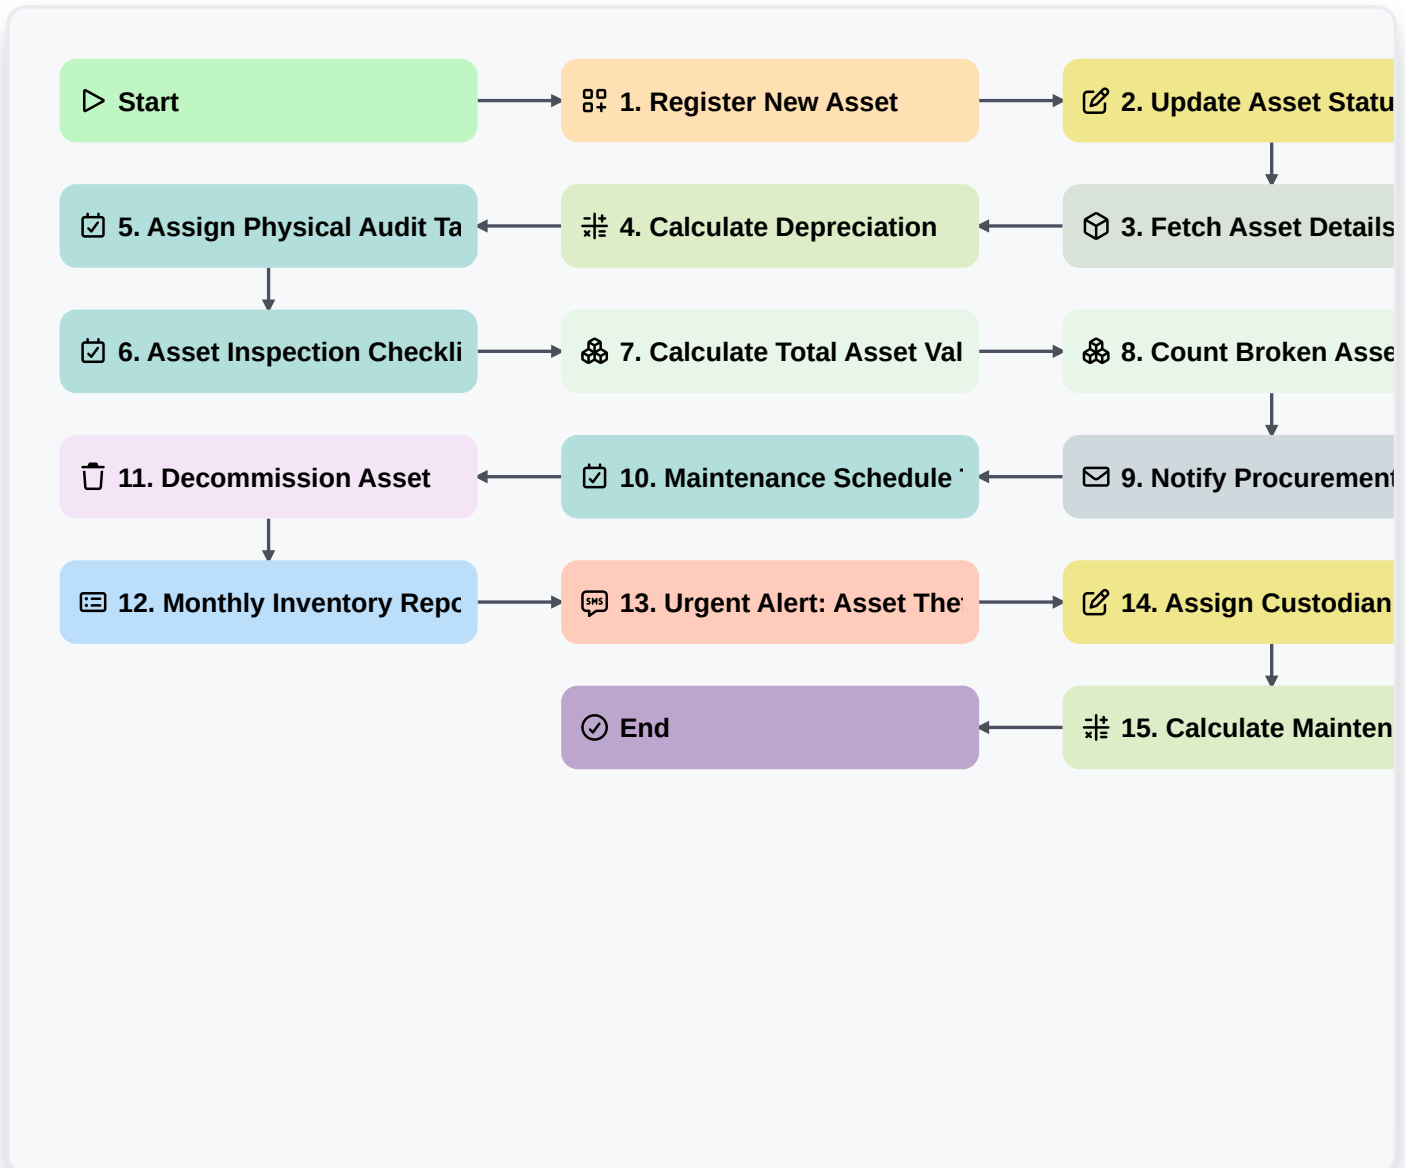 Start
1. Register New Asset
2. Update Asset Statu
5. Assign Physical Audit Ta
4. Calculate Depreciation
3. Fetch Asset Details
6. Asset Inspection Checkli
7. Calculate Total Asset Val
8. Count Broken Asse
11. Decommission Asset
10. Maintenance Schedule
9. Notify Procurement
12. Monthly Inventory Repo
SMS
13. Urgent Alert: Asset The
14. Assign Custodian
End
15. Calculate Mainten